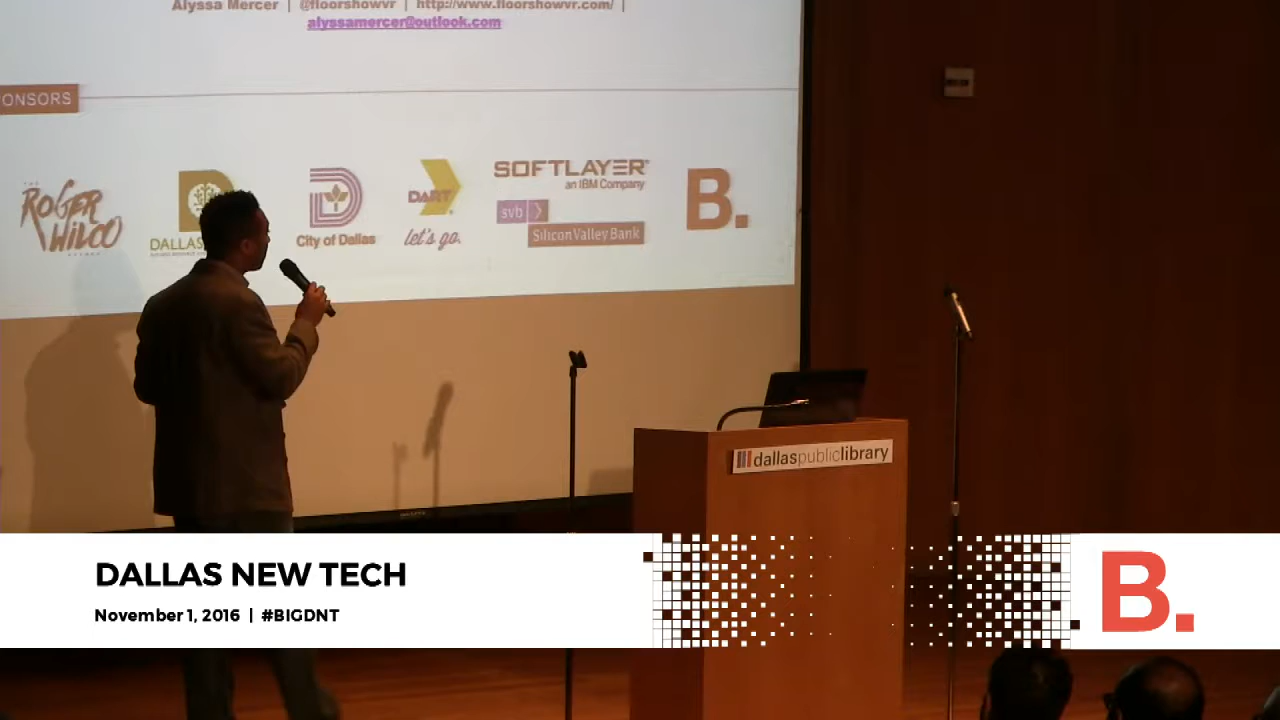 Alyssa Mercer | @floorshowvr | http://www.floorshowvr.com/ |
alyssamercer@outlook.com
ONSORS
ROGER
WILCO
D
DALLAS
City of Dallas
DART
let's go.
SOFTLAYER
an IBM Company
svb
Silicon Valley Bank
B.
dallaspubliclibrary
DALLAS NEW TECH
November 1, 2016 | #BIGDNT
B.